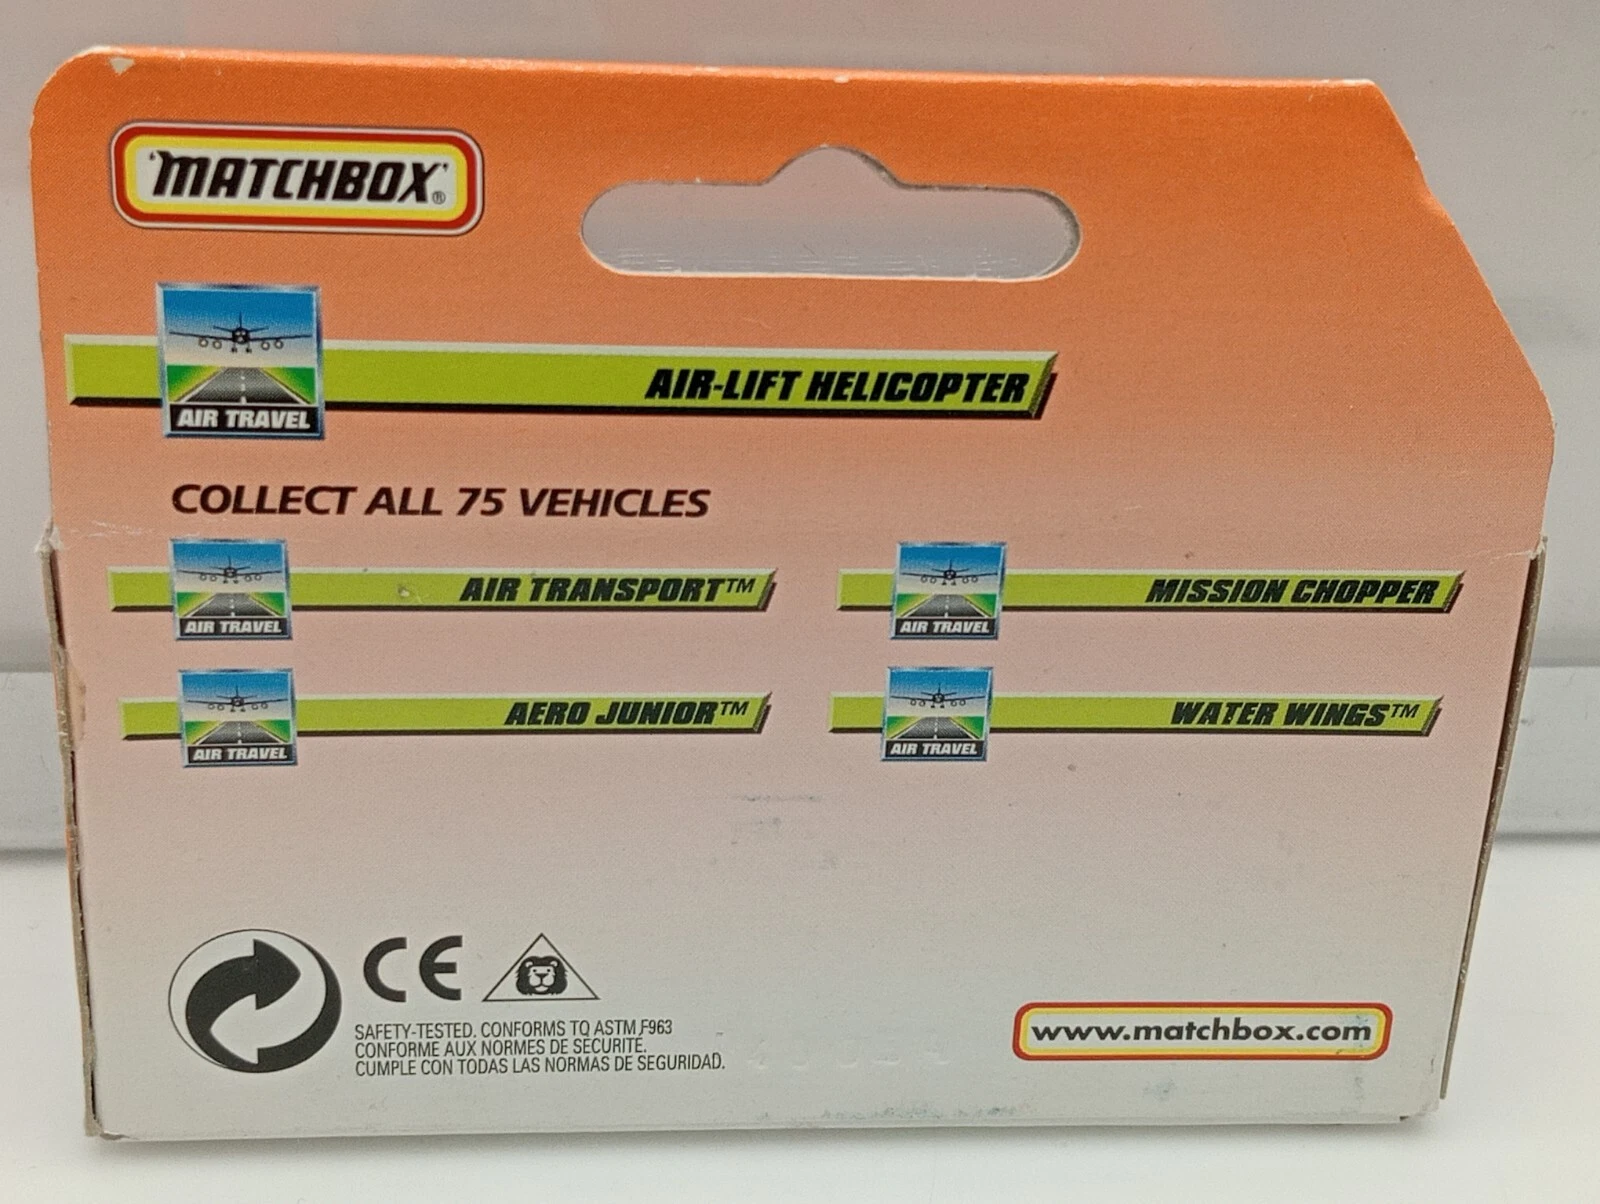 'MATCHBOX'®
AIR TRAVEL
AIR-LIFT HELICOPTER
COLLECT ALL 75 VEHICLES
AIR TRAVEL
AIR TRANSPORT™
AIR TRAVEL
MISSION CHOPPER
AIR TRAVEL
AERO JUNIOR™
AIR TRAVEL
WATER WINGS™
CE
SAFETY-TESTED. CONFORMS TO ASTM F963
CONFORME AUX NORMES DE SÉCURITÉ.
CUMPLE CON TODAS LAS NORMAS DE SEGURIDAD.
www.matchbox.com